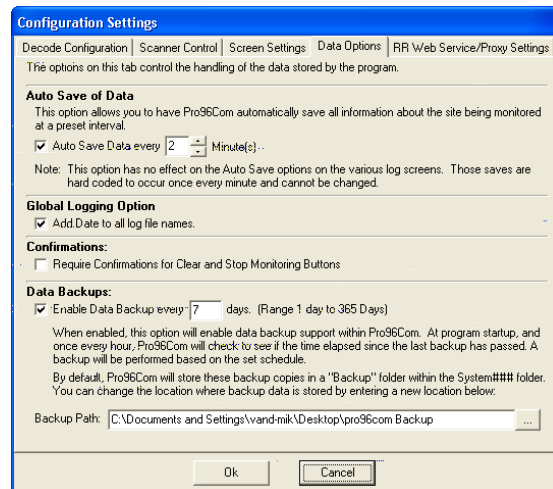 Configuration Settings
Decode Configuration | Scanner Control | Screen Settings | Data Options | RR Web Service/Proxy Settings
The options on this tab control the handling of the data stored by the program.
Auto Save of Data
This option allows you to have Pro96Com automatically save all information about the site being monitored
at a preset interval.
Auto Save Data every 2 Minute(s)
Note: This option has no effect on the Auto Save options on the various log screens. Those saves are
hard coded to occur once every minute and cannot be changed.
Global Logging Option
Add Date to all log file names.
Confirmations:
Require Confirmations for Clear and Stop Monitoring Buttons
Data Backups:
Enable Data Backup every 7 days. (Range 1 day to 365 Days)
When enabled, this option will enable data backup support within Pro96Com. At program startup, and
once every hour, Pro96Com will check to see if the time elapsed since the last backup has passed. A
backup will be performed based on the set schedule.
By default, Pro96Com will store these backup copies in a "Backup" folder within the System### folder.
You can change the location where backup data is stored by entering a new location below:
Backup Path: C:\Documents and Settings\vand-mik\Desktop\pro96com Backup ...
Ok Cancel